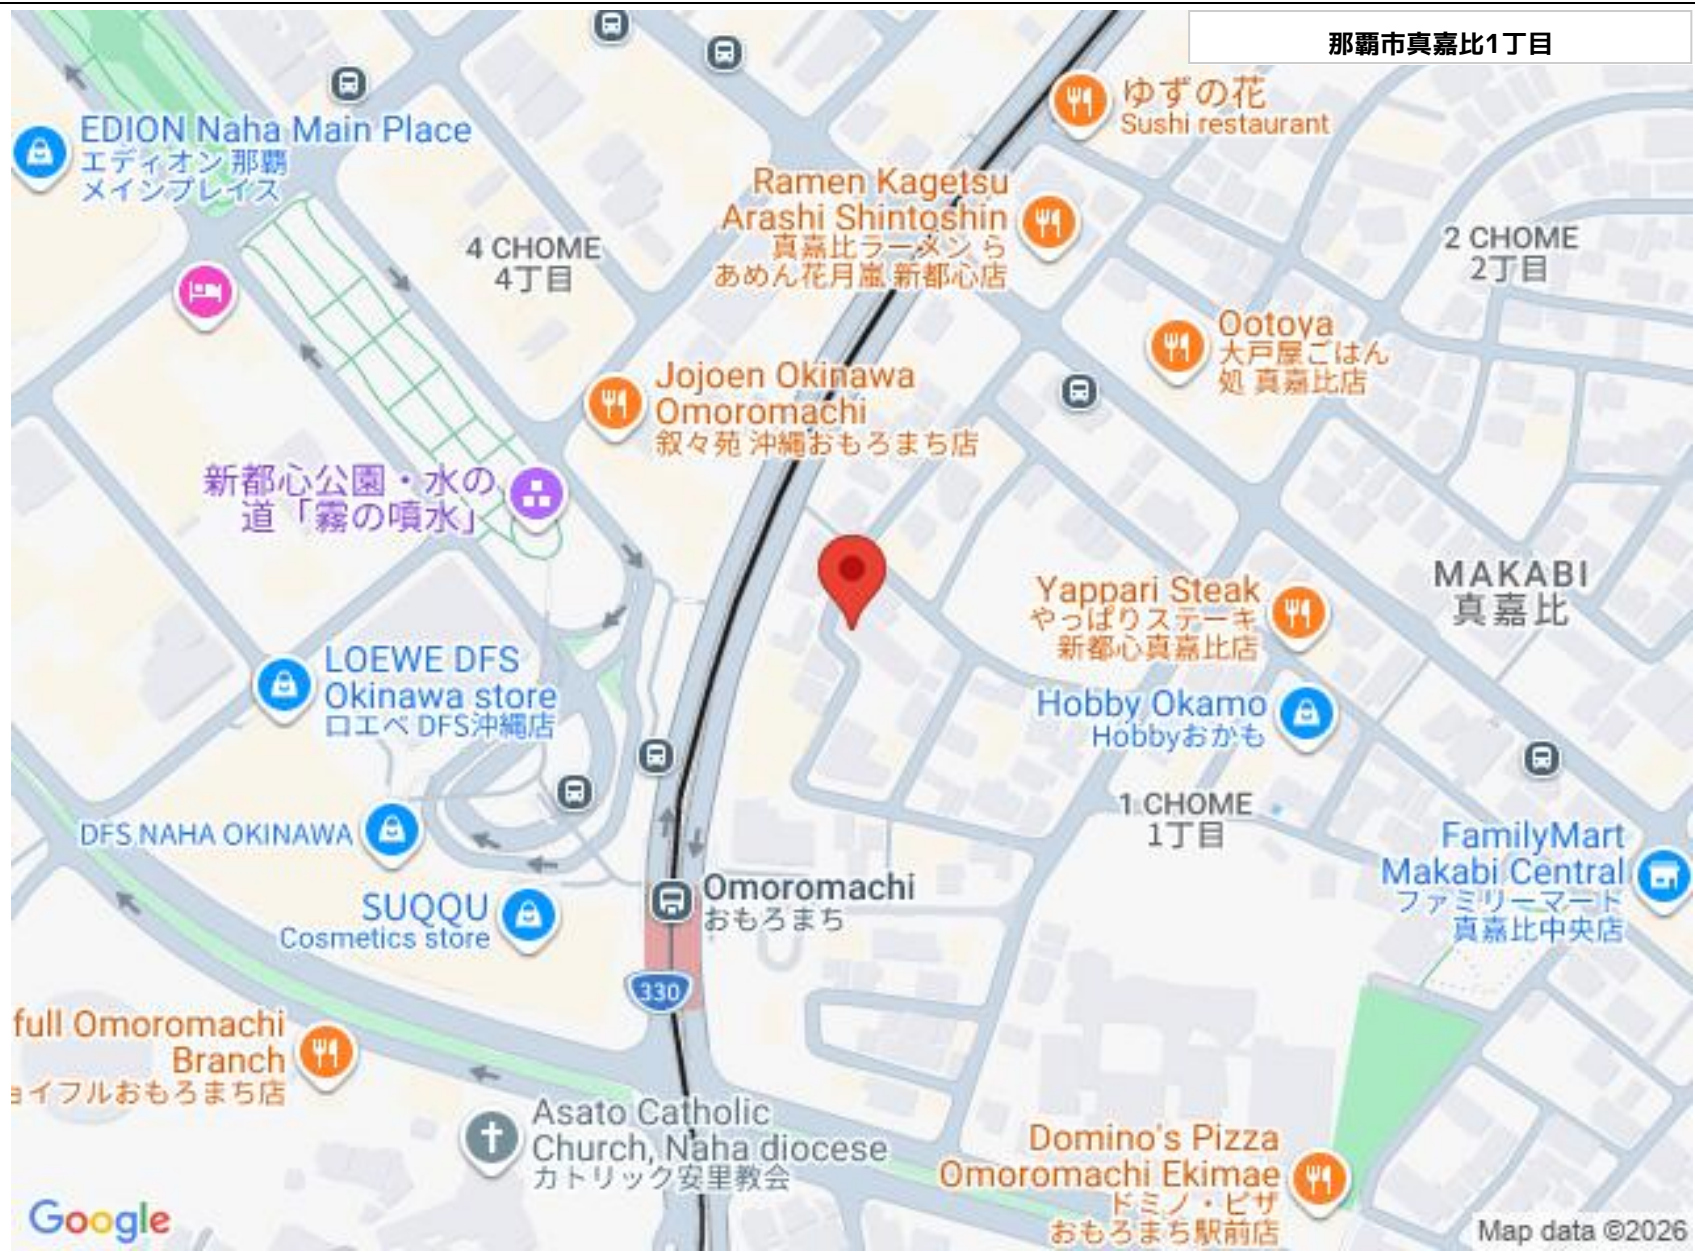 那覇市真嘉比1丁目
ゆずの花
Sushi restaurant
EDION Naha Main Place
エディオン 那覇
メインプレイス
Ramen Kagetsu
Arashi Shintoshin
真嘉比ラーメン ら
あめん花月嵐 新都心店
4 CHOME
4丁目
2 CHOME
2丁目
Ootoya
大戸屋ごはん
処 真嘉比店
Jojoen Okinawa
Omoromachi
叙々苑 沖縄おもろまち店
新都心公園・水の
道「霧の噴水」
Yappari Steak
やっぱりステーキ
新都心真嘉比店
MAKABI
真嘉比
LOEWE DFS
Okinawa store
ロエベ DFS沖縄店
Hobby Okamo
Hobbyおかも
1 CHOME
1丁目
DFS NAHA OKINAWA
FamilyMart
Makabi Central
ファミリーマート
真嘉比中央店
Omoromachi
おもろまち
SUQQU
Cosmetics store
330
full Omoromachi
Branch
ョイフルおもろまち店
Asato Catholic
Church, Naha diocese
カトリック安里教会
Domino's Pizza
Omoromachi Ekimae
ドミノ・ピザ
おもろまち駅前店
Google
Map data ©2026